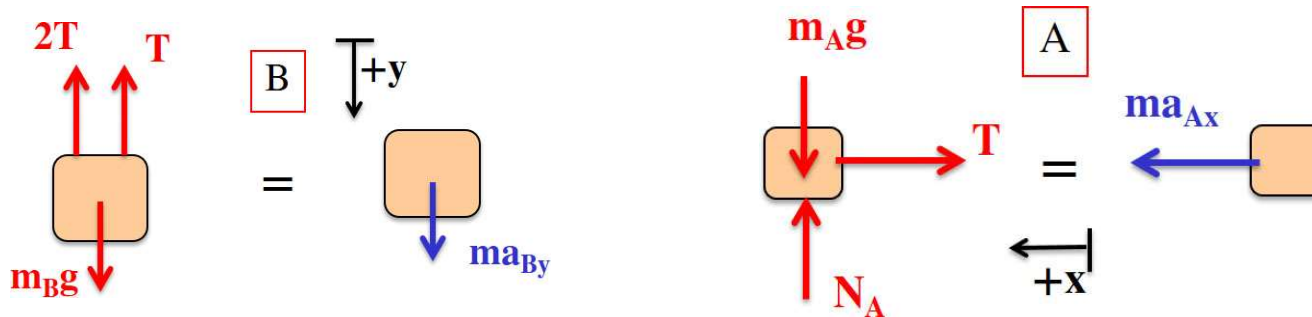 2T
T
B
+y
=
m_Bg
ma_By
m_Ag
A
T
=
ma_Ax
+x
N_A